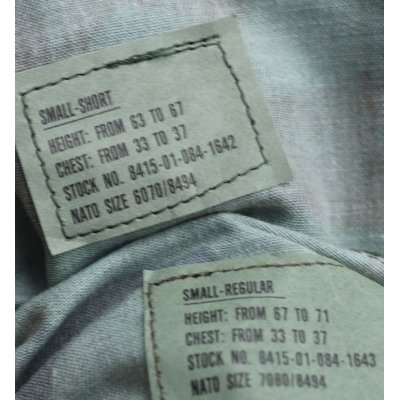 SMALL-SHORT
HEIGHT: FROM 63 TO 67
CHEST: FROM 33 TO 37
STOCK NO. 8415-01-084-1642
NATO SIZE 6070/8494
SMALL-REGULAR
HEIGHT: FROM 67 TO 71
CHEST: FROM 33 TO 37
STOCK NO. 8415-01-084-1643
NATO SIZE 7080/8494